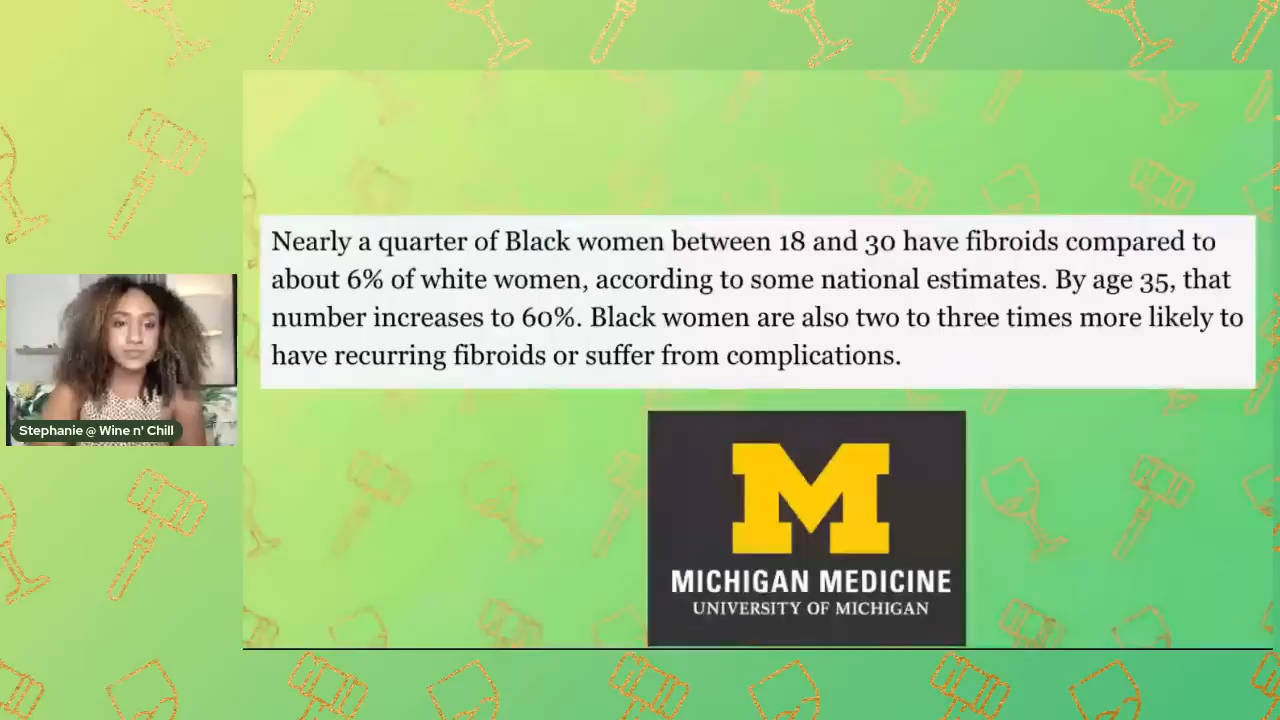 Nearly a quarter of Black women between 18 and 30 have fibroids compared to
about 6% of white women, according to some national estimates. By age 35, that
number increases to 60%. Black women are also two to three times more likely to
have recurring fibroids or suffer from complications.
Stephanie @ Wine n' Chill
M
MICHIGAN MEDICINE
UNIVERSITY OF MICHIGAN